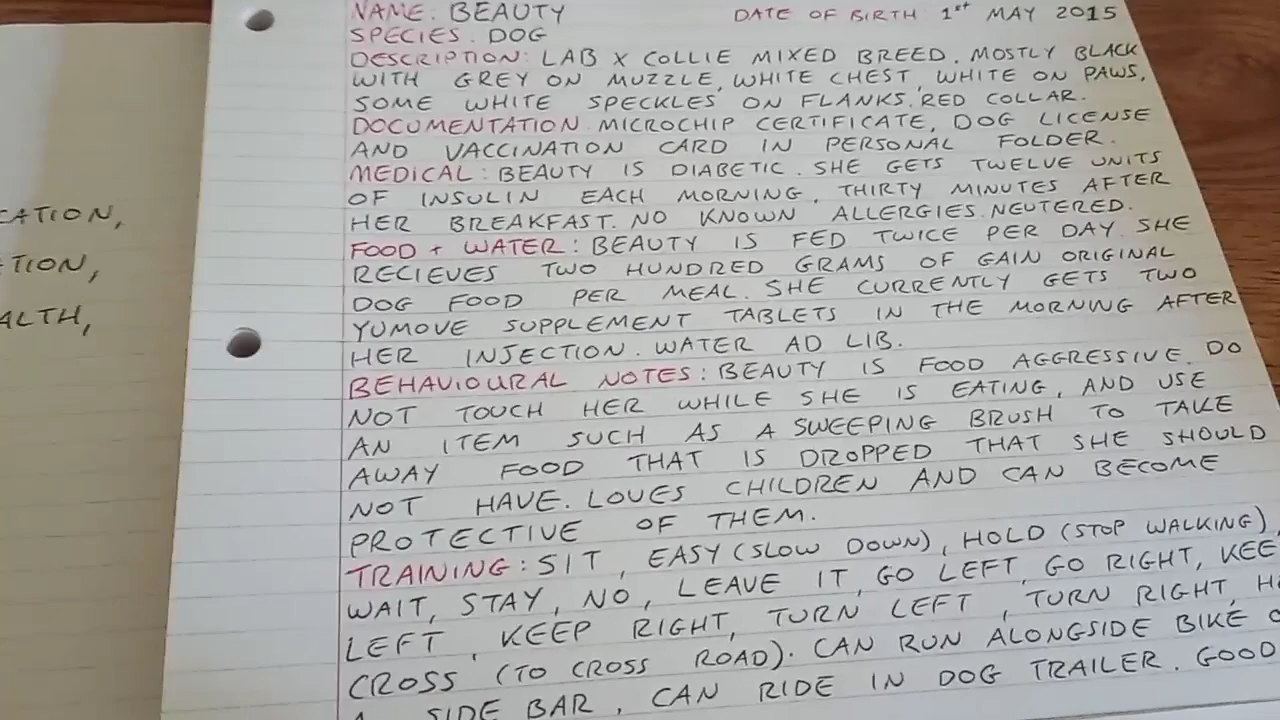 NAME: BEAUTY DATE OF BIRTH 1st MAY 2015
SPECIES. DOG
DESCRIPTION: LAB X COLLIE MIXED BREED. MOSTLY BLACK
WITH GREY ON MUZZLE, WHITE CHEST, WHITE ON PAWS,
SOME WHITE SPECKLES ON FLANKS. RED COLLAR.
DOCUMENTATION. MICROCHIP CERTIFICATE, DOG LICENSE
AND VACCINATION CARD IN PERSONAL FOLDER.
MEDICAL: BEAUTY IS DIABETIC. SHE GETS TWELVE UNITS
OF INSULIN EACH MORNING, THIRTY MINUTES AFTER
HER BREAKFAST. NO KNOWN ALLERGIES. NEUTERED.
FOOD + WATER: BEAUTY IS FED TWICE PER DAY. SHE
RECIEVES TWO HUNDRED GRAMS OF GAIN ORIGINAL
DOG FOOD PER MEAL. SHE CURRENTLY GETS TWO
YUMOVE SUPPLEMENT TABLETS IN THE MORNING AFTER
HER INJECTION. WATER AD LIB.
BEHAVIOURAL NOTES: BEAUTY IS FOOD AGGRESSIVE. DO
NOT TOUCH HER WHILE SHE IS EATING, AND USE
AN ITEM SUCH AS A SWEEPING BRUSH TO TAKE
AWAY FOOD THAT IS DROPPED THAT SHE SHOULD
NOT HAVE. LOVES CHILDREN AND CAN BECOME
PROTECTIVE OF THEM.
TRAINING: SIT, EASY (SLOW DOWN), HOLD (STOP WALKING)
WAIT, STAY, NO, LEAVE IT, GO LEFT, GO RIGHT, KEE
LEFT, KEEP RIGHT, TURN LEFT, TURN RIGHT, H
CROSS (TO CROSS ROAD). CAN RUN ALONGSIDE BIKE
SIDE BAR, CAN RIDE IN DOG TRAILER. GOOD
CATION,
TION,
ALTH,